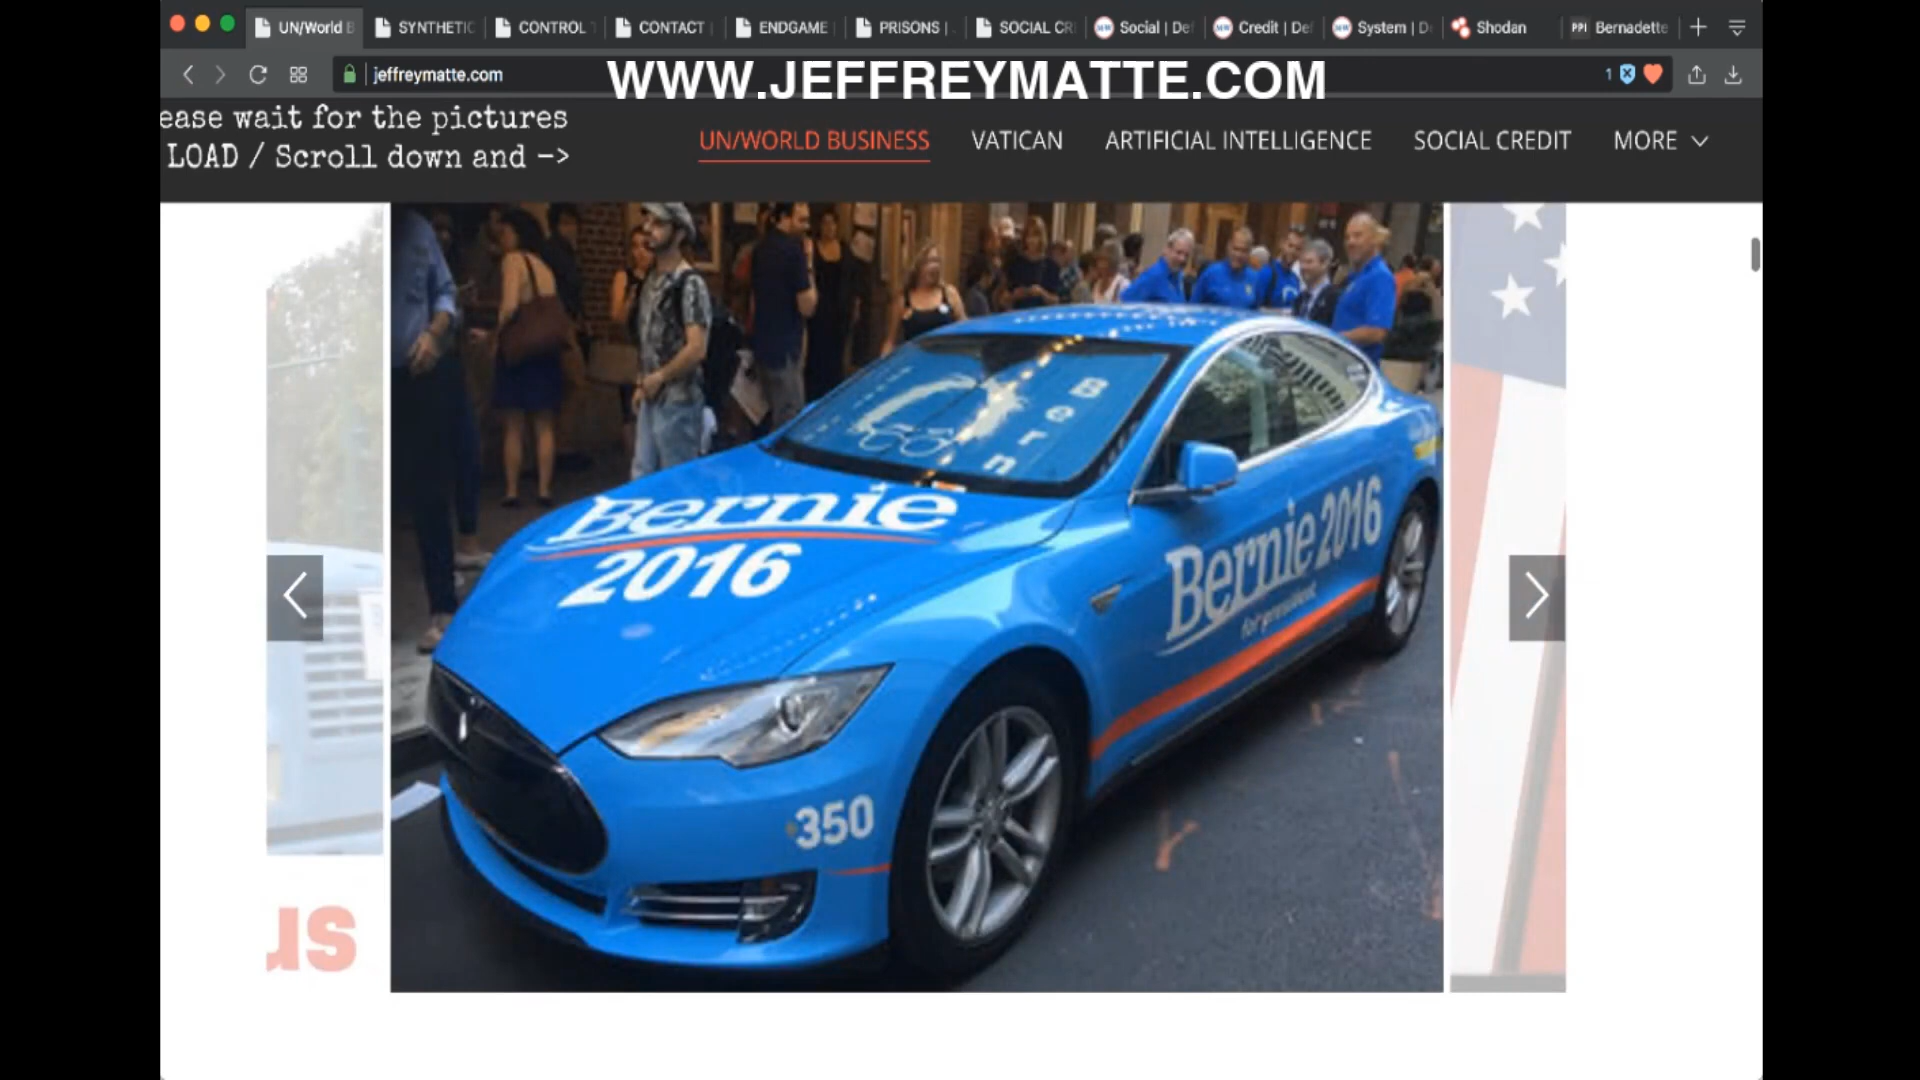 UN/World B
SYNTHETIC
CONTROL T
CONTACT
ENDGAME
PRISONS |
SOCIAL CR
Social | De
Credit | De
System | D
Shodan
PPI Bernadette
jeffreymatte.com
WWW.JEFFREYMATTE.COM
1
ease wait for the pictures
LOAD / Scroll down and ->
UN/WORLD BUSINESS
VATICAN
ARTIFICIAL INTELLIGENCE
SOCIAL CREDIT
MORE
Bern
Bernie
2016
Bernie 2016
for president
350